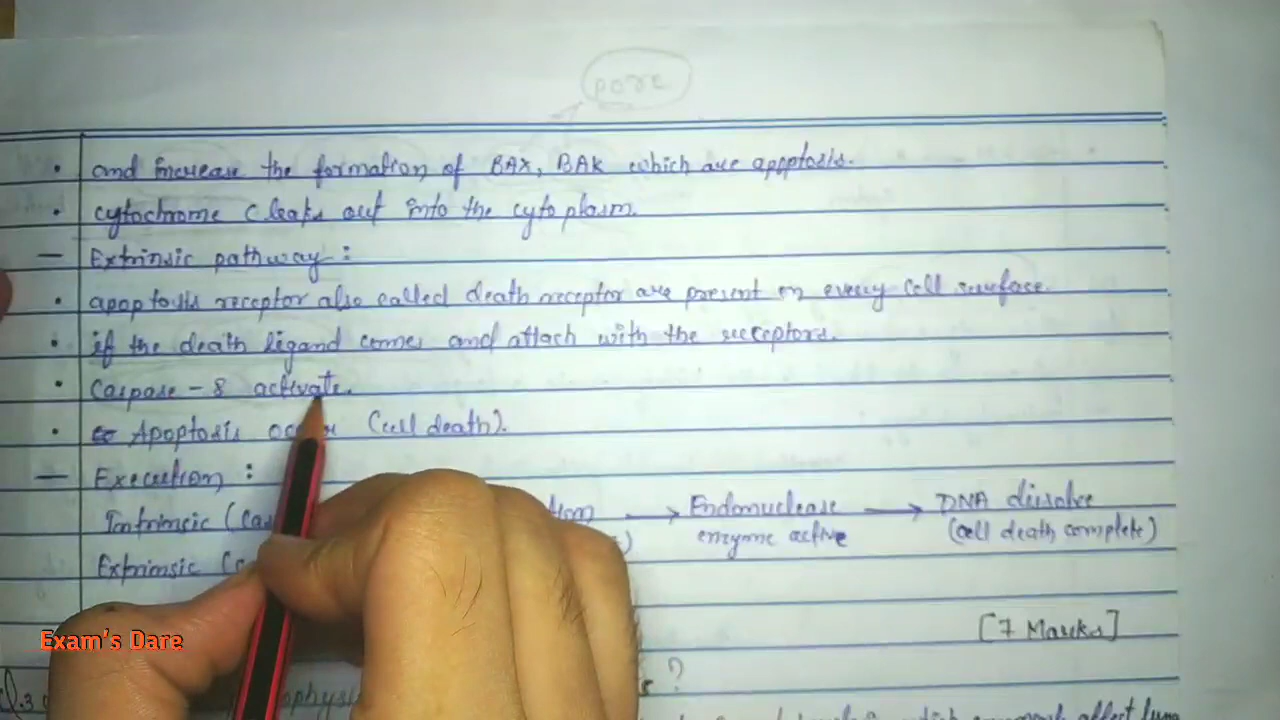 pore
• and increase the formation of BAX, BAK which are apoptosis.
• cytochrome C leaks out into the cytoplasm.
— Extrinsic pathway :
• apoptosis receptor also called death receptor are present on every cell surface.
• if the death ligand comes and attach with the receptors.
• Caspase - 8 activate.
• Apoptosis (cell death).
— Execution :
Intrinsic ( → Endonuclease enzyme active → DNA dissolve (cell death complete)
Extrinsic (
[7 Marks]
Exam's Dare
?
which affect